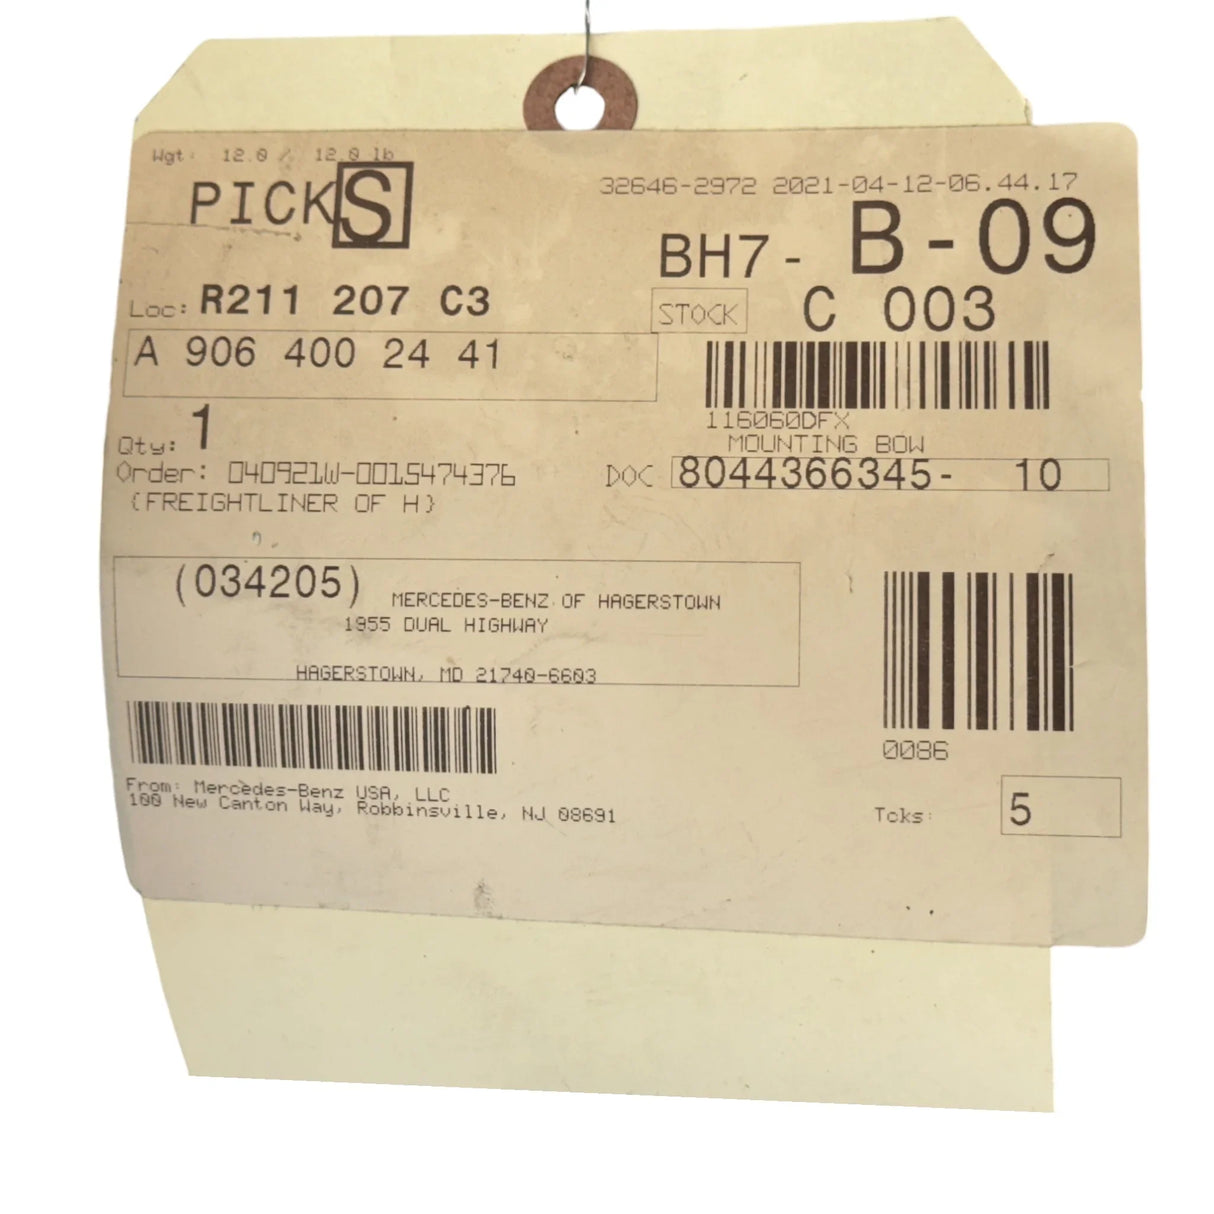 Wgt: 12.0 / 12.0 lb
PICK S
32646-2972 2021-04-12-06.44.17
BH7 - B-09
Loc: R211 207 C3
STOCK C 003
A 906 400 24 41
116060DFX
MOUNTING BOW
Qty: 1
Order: 040921W-0015474376
DOC 8044366345- 10
(FREIGHTLINER OF H)
(034205) MERCEDES-BENZ OF HAGERSTOWN
1955 DUAL HIGHWAY
HAGERSTOWN, MD 21740-6603
0086
From: Mercedes-Benz USA, LLC
100 New Canton Way, Robbinsville, NJ 08691
Tcks: 5